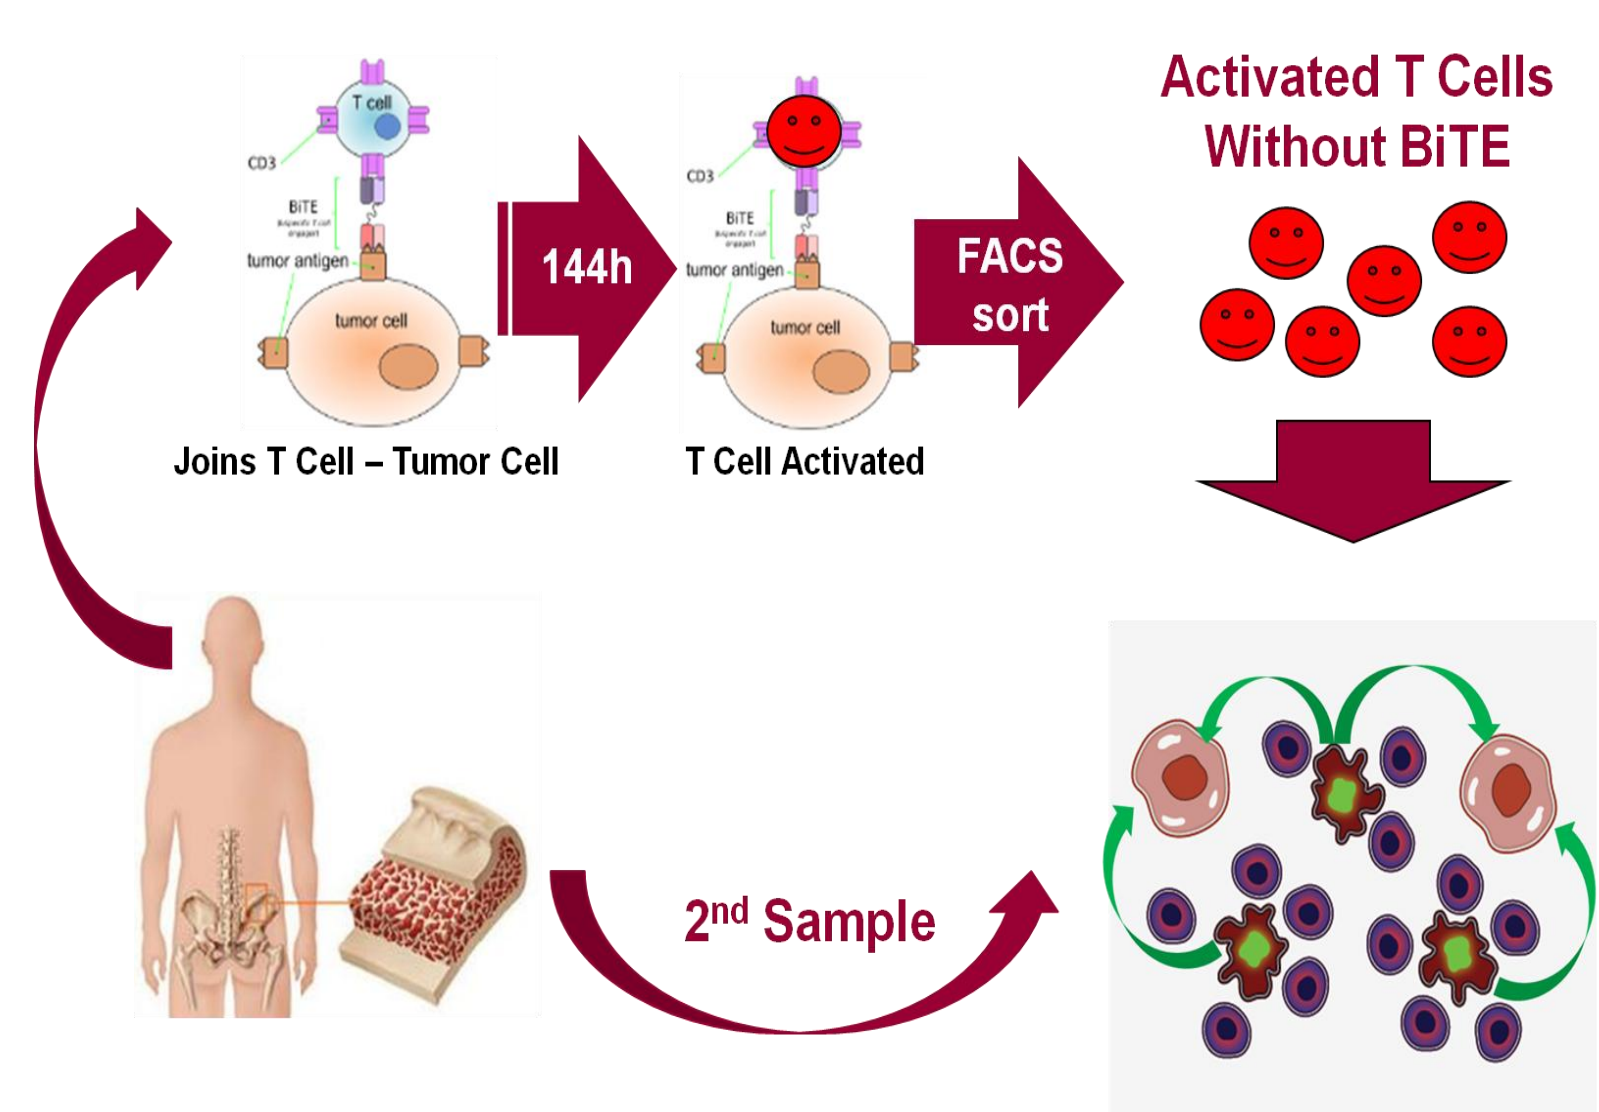 T cell
CD3
BiTE
tumor antigen
tumor cell
Joins T Cell – Tumor Cell
144h
CD3
BiTE
tumor antigen
tumor cell
T Cell Activated
FACS
sort
Activated T Cells
Without BiTE
2nd Sample